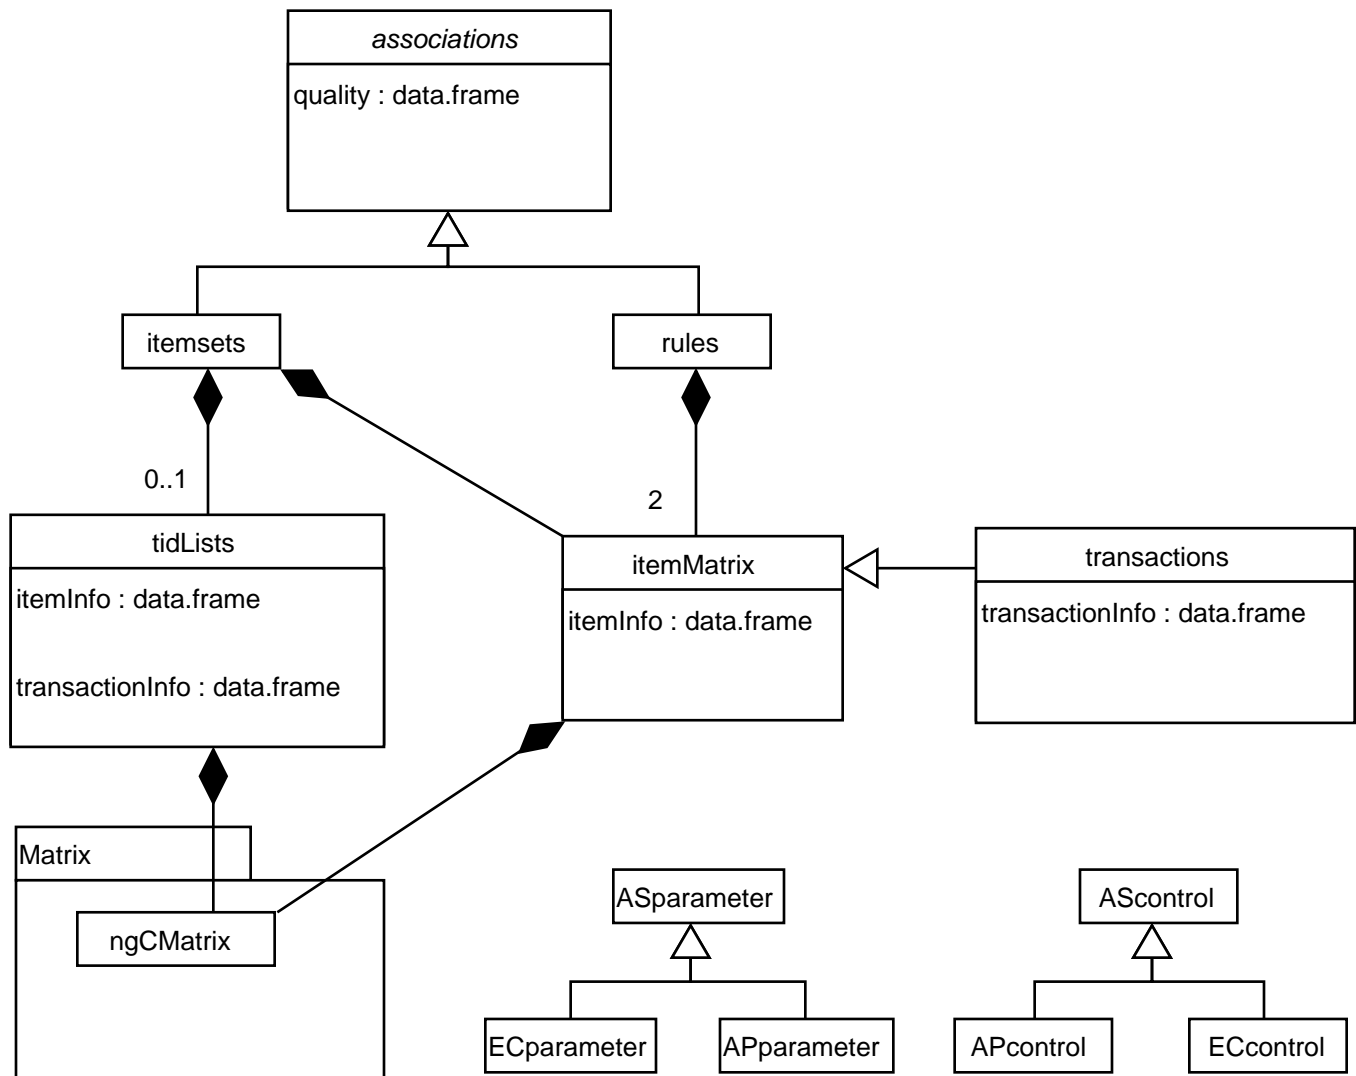 associations
quality : data.frame
itemsets
rules
0..1
2
tidLists
itemInfo : data.frame
transactionInfo : data.frame
itemMatrix
itemInfo : data.frame
transactions
transactionInfo : data.frame
Matrix
ngCMatrix
ASparameter
AScontrol
ECparameter
APparameter
APcontrol
ECcontrol